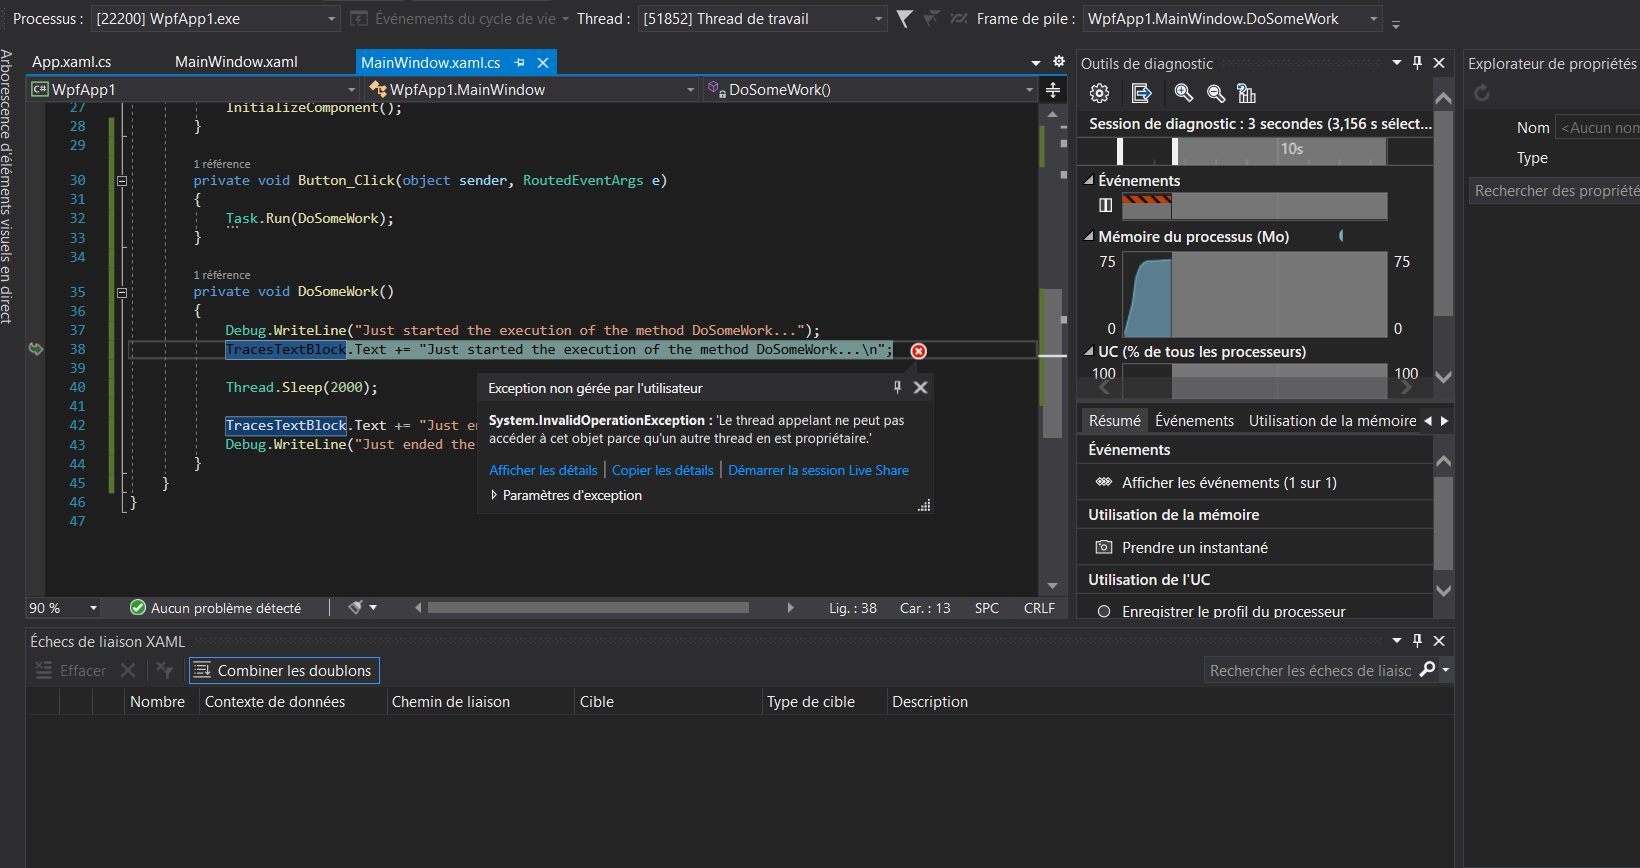 Processus : [22200] WpfApp1.exe Événements du cycle de vie Thread : [51852] Thread de travail Frame de pile : WpfApp1.MainWindow.DoSomeWork
Arborescence d'éléments visuels en direct
App.xaml.cs MainWindow.xaml MainWindow.xaml.cs
C# WpfApp1 WpfApp1.MainWindow DoSomeWork()
27 InitializeComponent();
28 }
29
1 référence
30 private void Button_Click(object sender, RoutedEventArgs e)
31 {
32 Task.Run(DoSomeWork);
33 }
34
1 référence
35 private void DoSomeWork()
36 {
37 Debug.WriteLine("Just started the execution of the method DoSomeWork...");
38 TracesTextBlock.Text += "Just started the execution of the method DoSomeWork...\n";
39
40 Thread.Sleep(2000);
41
42 TracesTextBlock.Text += "Just en
43 Debug.WriteLine("Just ended the
44 }
45 }
46 }
47
Exception non gérée par l'utilisateur
System.InvalidOperationException : 'Le thread appelant ne peut pas
accéder à cet objet parce qu'un autre thread en est propriétaire.'
Afficher les détails | Copier les détails | Démarrer la session Live Share
Paramètres d'exception
90 % Aucun problème détecté Lig. : 38 Car. : 13 SPC CRLF
Outils de diagnostic
Session de diagnostic : 3 secondes (3,156 s sélect...
10s
Événements
Mémoire du processus (Mo)
75 75
0 0
UC (% de tous les processeurs)
100 100
Résumé Événements Utilisation de la mémoire
Événements
Afficher les événements (1 sur 1)
Utilisation de la mémoire
Prendre un instantané
Utilisation de l'UC
Enregistrer le profil du processeur
Explorateur de propriétés
Nom <Aucun nom
Type
Rechercher des propriété
Échecs de liaison XAML
Effacer Combiner les doublons Rechercher les échecs de liaisc
Nombre Contexte de données Chemin de liaison Cible Type de cible Description